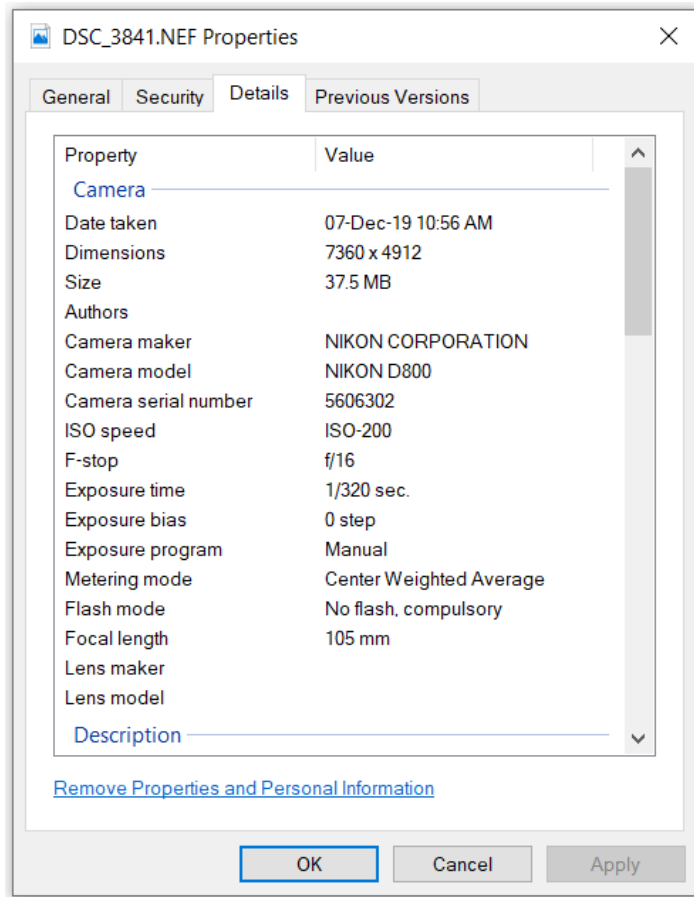 DSC_3841.NEF Properties
General Security Details Previous Versions
Property Value
Camera
Date taken 07-Dec-19 10:56 AM
Dimensions 7360 x 4912
Size 37.5 MB
Authors
Camera maker NIKON CORPORATION
Camera model NIKON D800
Camera serial number 5606302
ISO speed ISO-200
F-stop f/16
Exposure time 1/320 sec.
Exposure bias 0 step
Exposure program Manual
Metering mode Center Weighted Average
Flash mode No flash, compulsory
Focal length 105 mm
Lens maker
Lens model
Description
Remove Properties and Personal Information
OK Cancel Apply